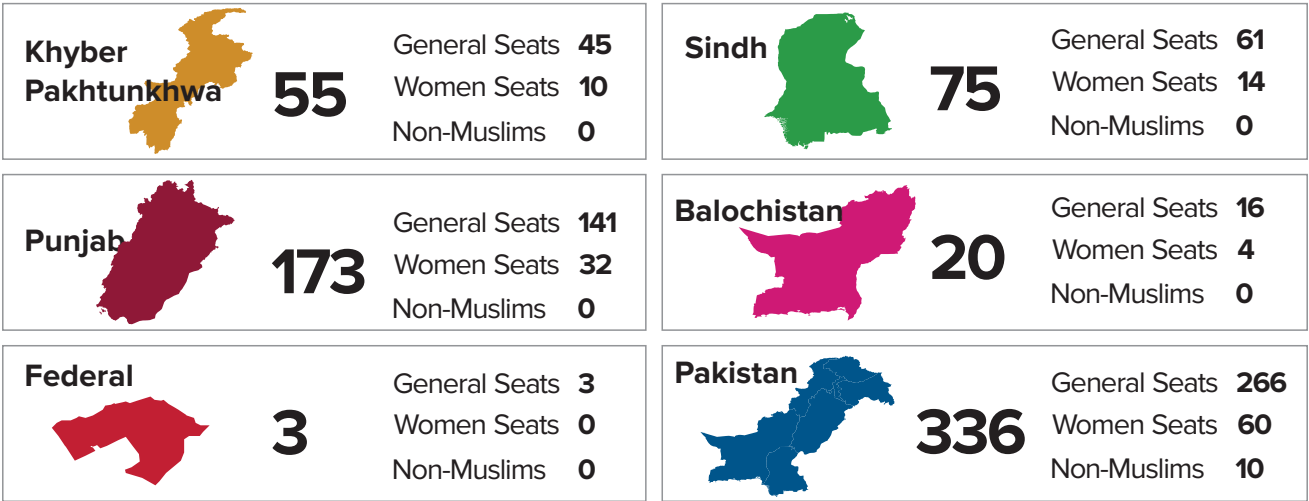 Khyber
Pakhtunkhwa
55
General Seats 45
Women Seats 10
Non-Muslims 0
Sindh
75
General Seats 61
Women Seats 14
Non-Muslims 0
Punjab
173
General Seats 141
Women Seats 32
Non-Muslims 0
Balochistan
20
General Seats 16
Women Seats 4
Non-Muslims 0
Federal
3
General Seats 3
Women Seats 0
Non-Muslims 0
Pakistan
336
General Seats 266
Women Seats 60
Non-Muslims 10